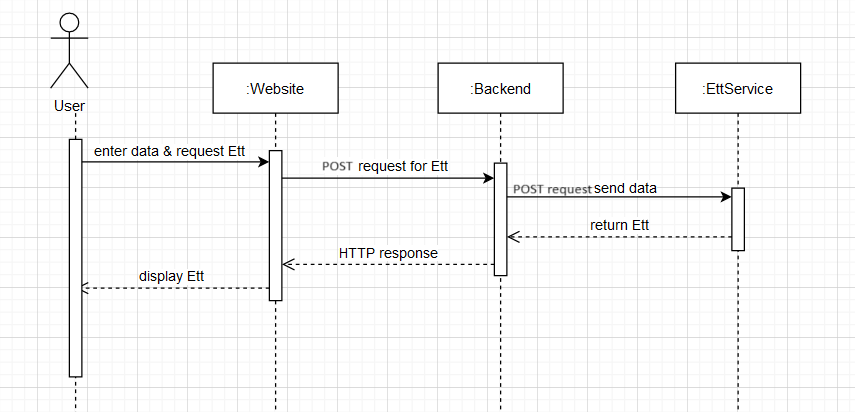 User
:Website
:Backend
:EttService
enter data & request Ett
POST request for Ett
POST request send data
return Ett
HTTP response
display Ett